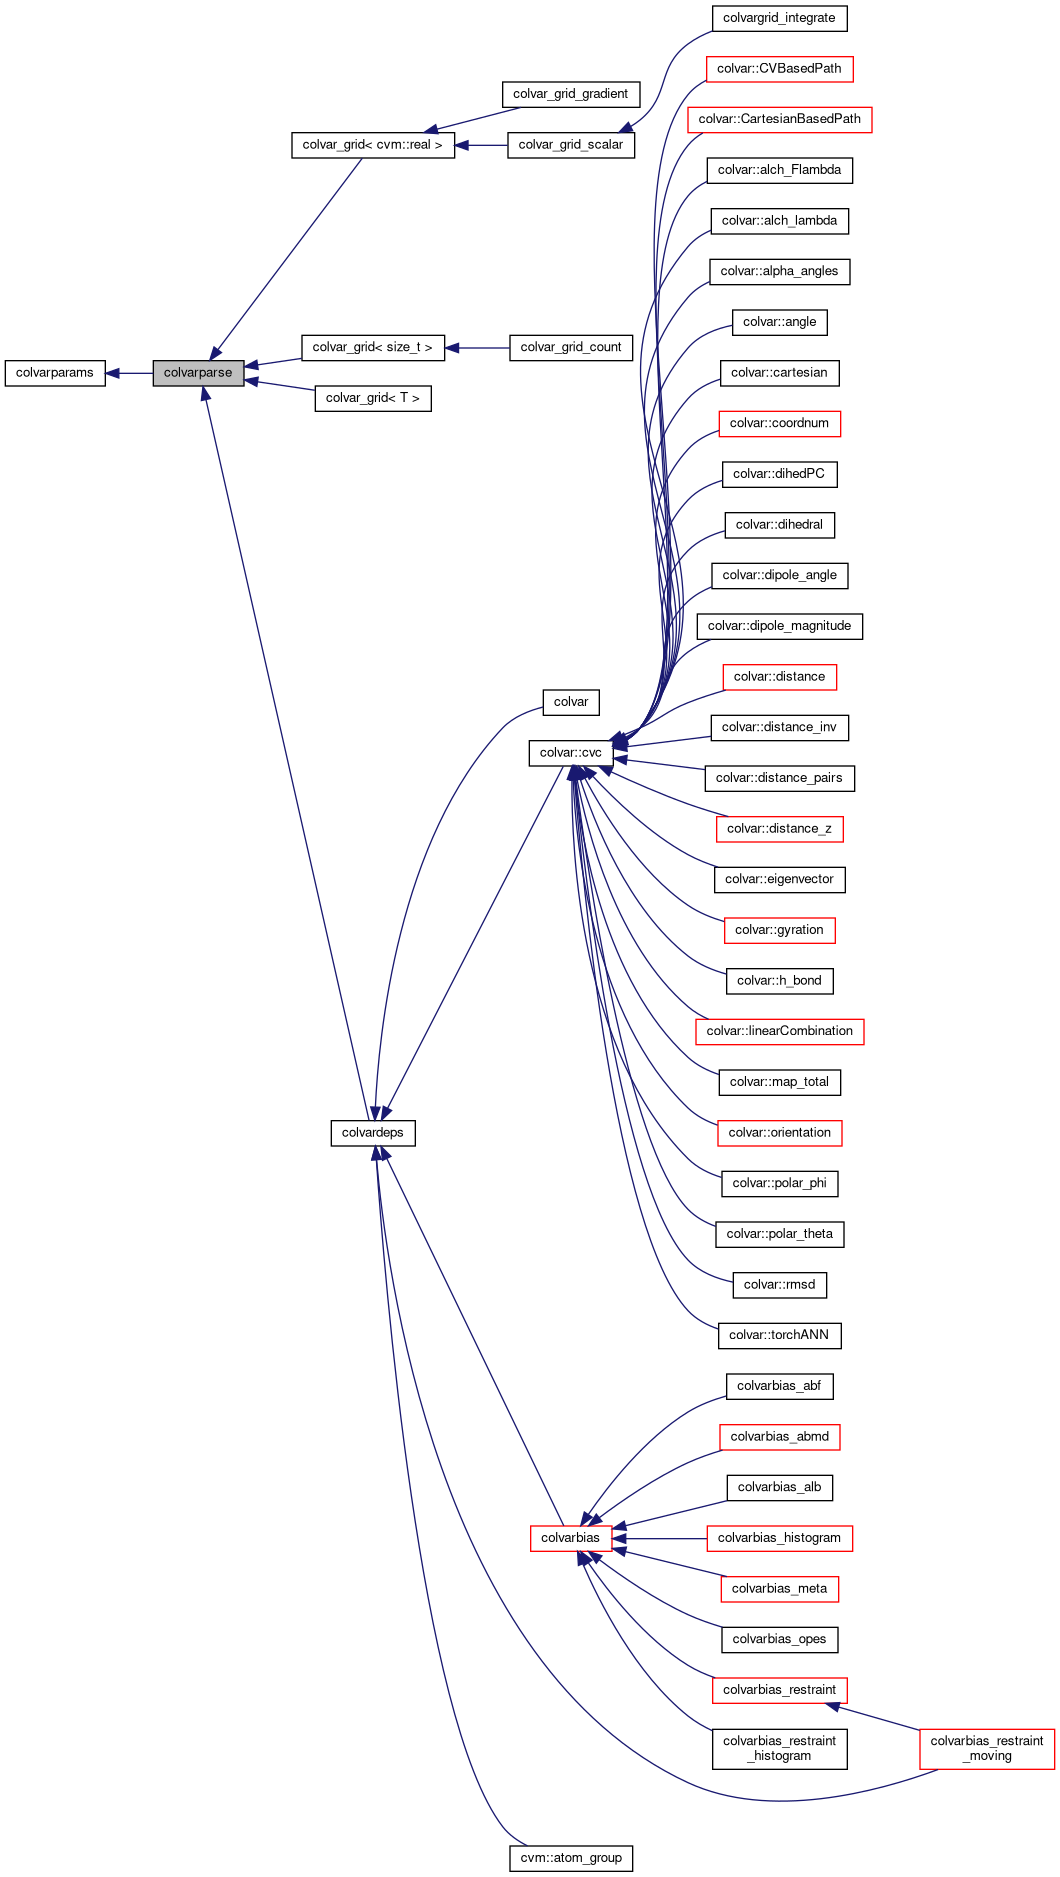 colvargrid_integrate
colvar::CVBasedPath
colvar_grid_gradient
colvar::CartesianBasedPath
colvar_grid< cvm::real >
colvar_grid_scalar
colvar::alch_Flambda
colvar::alch_lambda
colvar::alpha_angles
colvar::angle
colvar_grid< size_t >
colvar_grid_count
colvarparams
colvarparse
colvar::cartesian
colvar_grid< T >
colvar::coordnum
colvar::dihedPC
colvar::dihedral
colvar::dipole_angle
colvar::dipole_magnitude
colvar::distance
colvar
colvar::distance_inv
colvar::cvc
colvar::distance_pairs
colvar::distance_z
colvar::eigenvector
colvar::gyration
colvar::h_bond
colvar::linearCombination
colvar::map_total
colvardeps
colvar::orientation
colvar::polar_phi
colvar::polar_theta
colvar::rmsd
colvar::torchANN
colvarbias_abf
colvarbias_abmd
colvarbias_alb
colvarbias
colvarbias_histogram
colvarbias_meta
colvarbias_opes
colvarbias_restraint
colvarbias_restraint
_histogram
colvarbias_restraint
_moving
cvm::atom_group